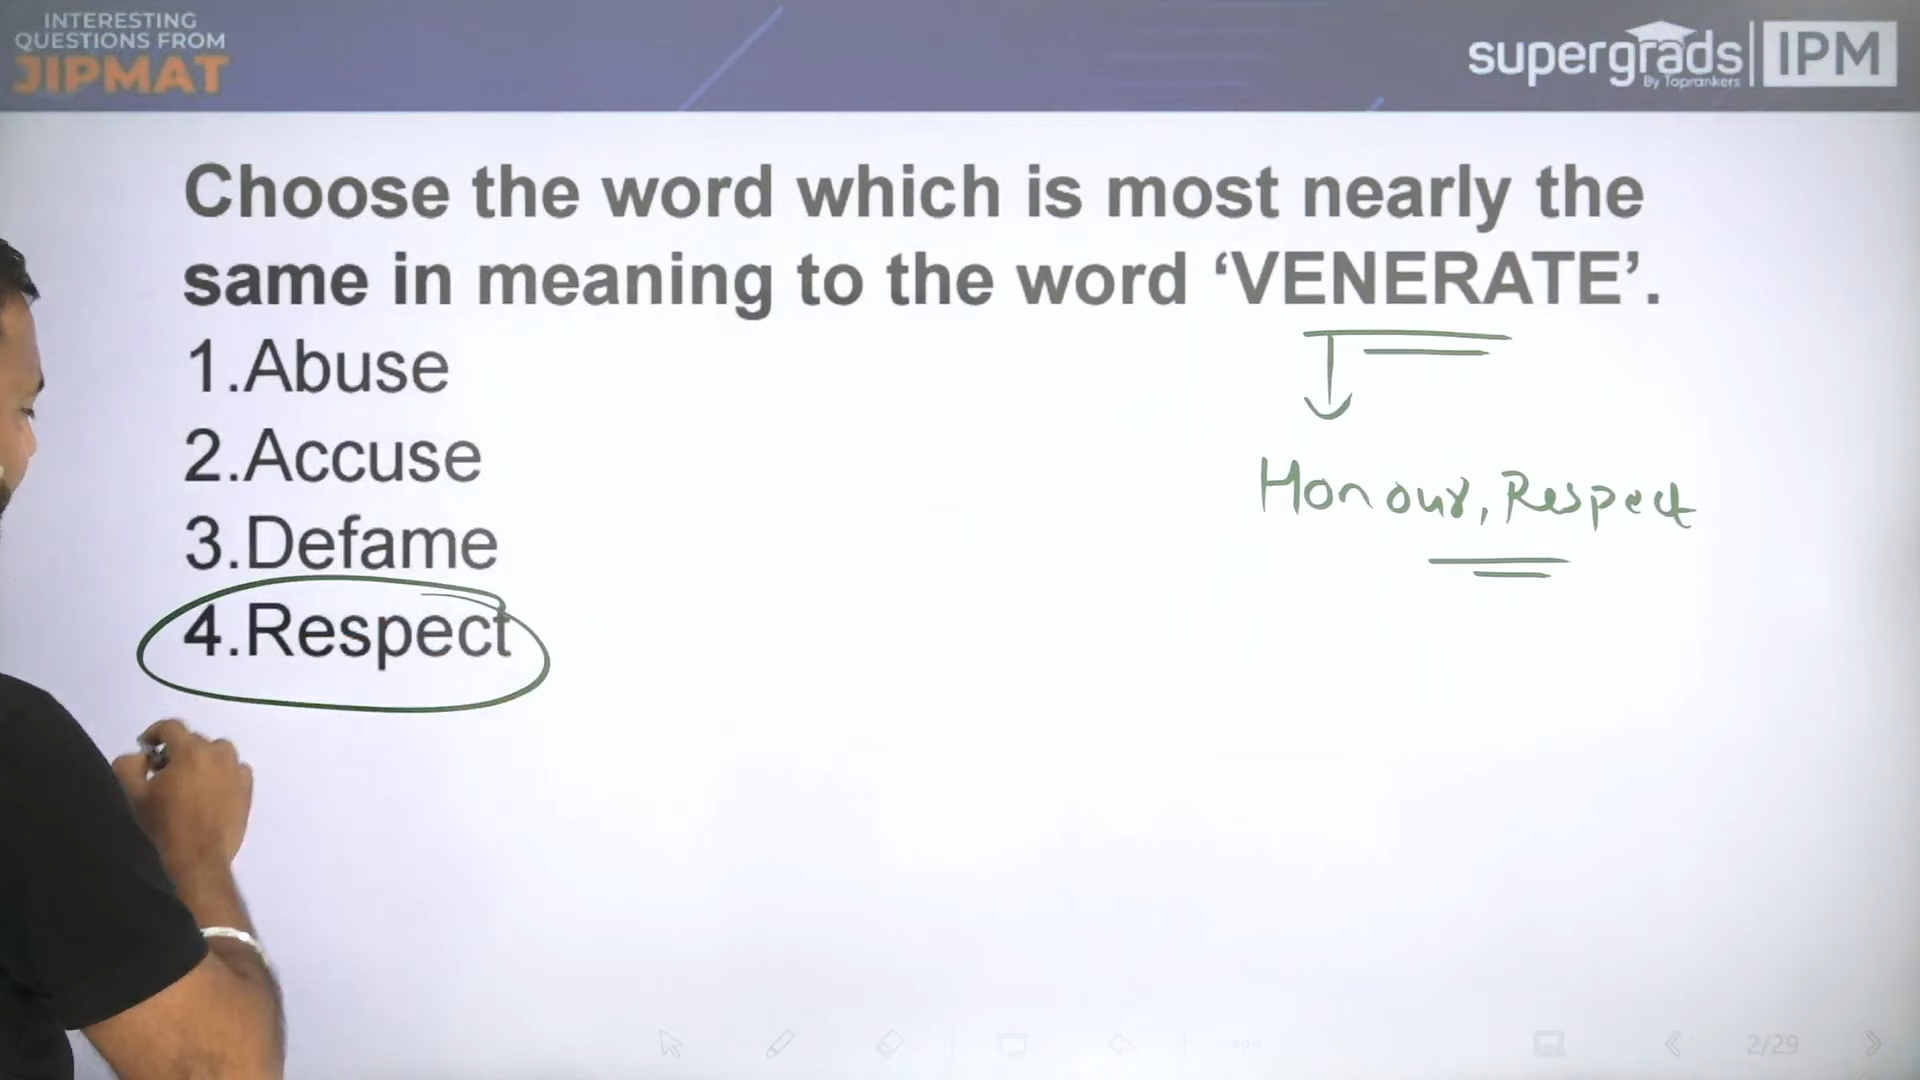 INTERESTING
QUESTIONS FROM
JIPMAT
supergrads IPM
By Toprankers
Choose the word which is most nearly the
same in meaning to the word ‘VENERATE’.
1.Abuse
2.Accuse
3.Defame
4.Respect
Honour, Respect
2/29